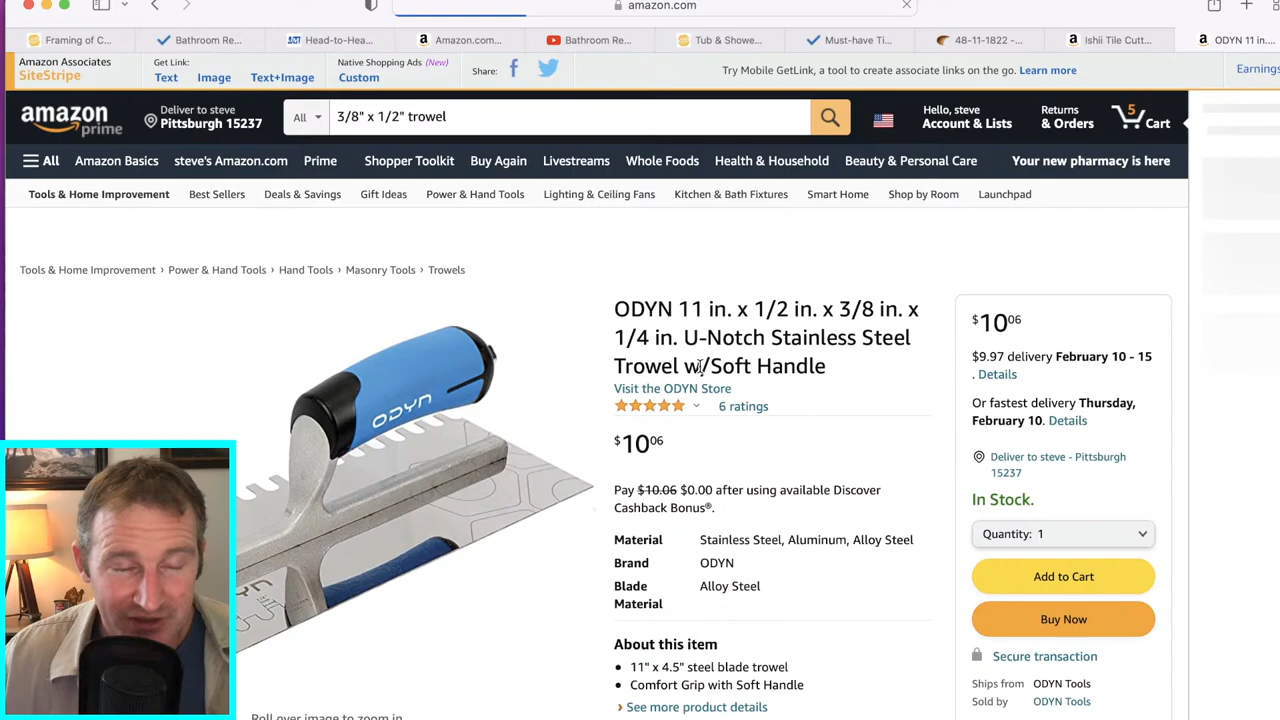 amazon.com
Framing of C...
Bathroom Re...
Head-to-Hea...
Amazon.com...
Bathroom Re...
Tub & Showe...
Must-have Ti...
48-11-1822 -...
Ishii Tile Cutt...
ODYN 11 in...
Amazon Associates
SiteStripe
Get Link:
Text Image Text+Image
Native Shopping Ads (New)
Custom
Share:
Try Mobile GetLink, a tool to create associate links on the go. Learn more
Earnings
amazon
prime
Deliver to steve
Pittsburgh 15237
All
3/8" x 1/2" trowel
Hello, steve
Account & Lists
Returns
& Orders
5
Cart
All Amazon Basics steve's Amazon.com Prime Shopper Toolkit Buy Again Livestreams Whole Foods Health & Household Beauty & Personal Care Your new pharmacy is here
Tools & Home Improvement Best Sellers Deals & Savings Gift Ideas Power & Hand Tools Lighting & Ceiling Fans Kitchen & Bath Fixtures Smart Home Shop by Room Launchpad
Tools & Home Improvement › Power & Hand Tools › Hand Tools › Masonry Tools › Trowels
ODYN
ODYN
ODYN 11 in. x 1/2 in. x 3/8 in. x
1/4 in. U-Notch Stainless Steel
Trowel w/Soft Handle
Visit the ODYN Store
6 ratings
$10 06
Pay $10.06 $0.00 after using available Discover
Cashback Bonus®.
Material Stainless Steel, Aluminum, Alloy Steel
Brand ODYN
Blade Alloy Steel
Material
About this item
• 11" x 4.5" steel blade trowel
• Comfort Grip with Soft Handle
› See more product details
Roll over image to zoom in
$10 06
$9.97 delivery February 10 - 15
. Details
Or fastest delivery Thursday,
February 10. Details
Deliver to steve - Pittsburgh
15237
In Stock.
Quantity: 1
Add to Cart
Buy Now
Secure transaction
Ships from ODYN Tools
Sold by ODYN Tools